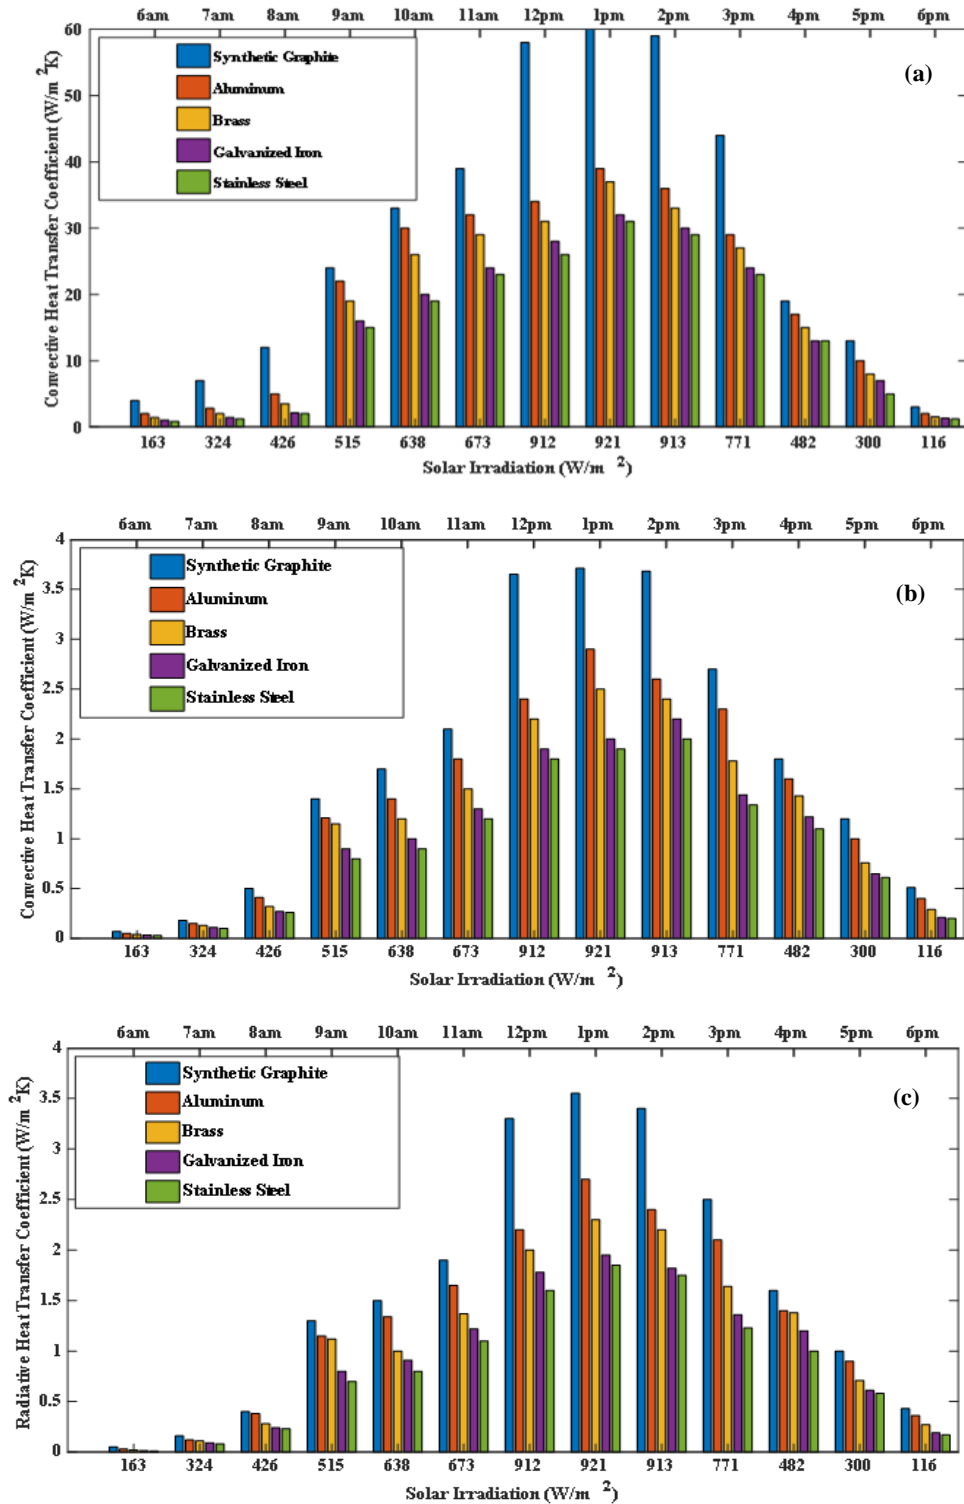 6am 7am 8am 9am 10am 11am 12pm 1pm 2pm 3pm 4pm 5pm 6pm
60
50
40
30
20
10
0
Convective Heat Transfer Coefficient (W/m 2K)
Synthetic Graphite
Aluminum
Brass
Galvanized Iron
Stainless Steel
(a)
163 324 426 515 638 673 912 921 913 771 482 300 116
Solar Irradiation (W/m 2)
6am 7am 8am 9am 10am 11am 12pm 1pm 2pm 3pm 4pm 5pm 6pm
4
3.5
3
2.5
2
1.5
1
0.5
0
Convective Heat Transfer Coefficient (W/m 2K)
Synthetic Graphite
Aluminum
Brass
Galvanized Iron
Stainless Steel
(b)
163 324 426 515 638 673 912 921 913 771 482 300 116
Solar Irradiation (W/m 2)
6am 7am 8am 9am 10am 11am 12pm 1pm 2pm 3pm 4pm 5pm 6pm
4
3.5
3
2.5
2
1.5
1
0.5
0
Radiative Heat Transfer Coefficient (W/m 2K)
Synthetic Graphite
Aluminum
Brass
Galvanized Iron
Stainless Steel
(c)
163 324 426 515 638 673 912 921 913 771 482 300 116
Solar Irradiation (W/m 2)